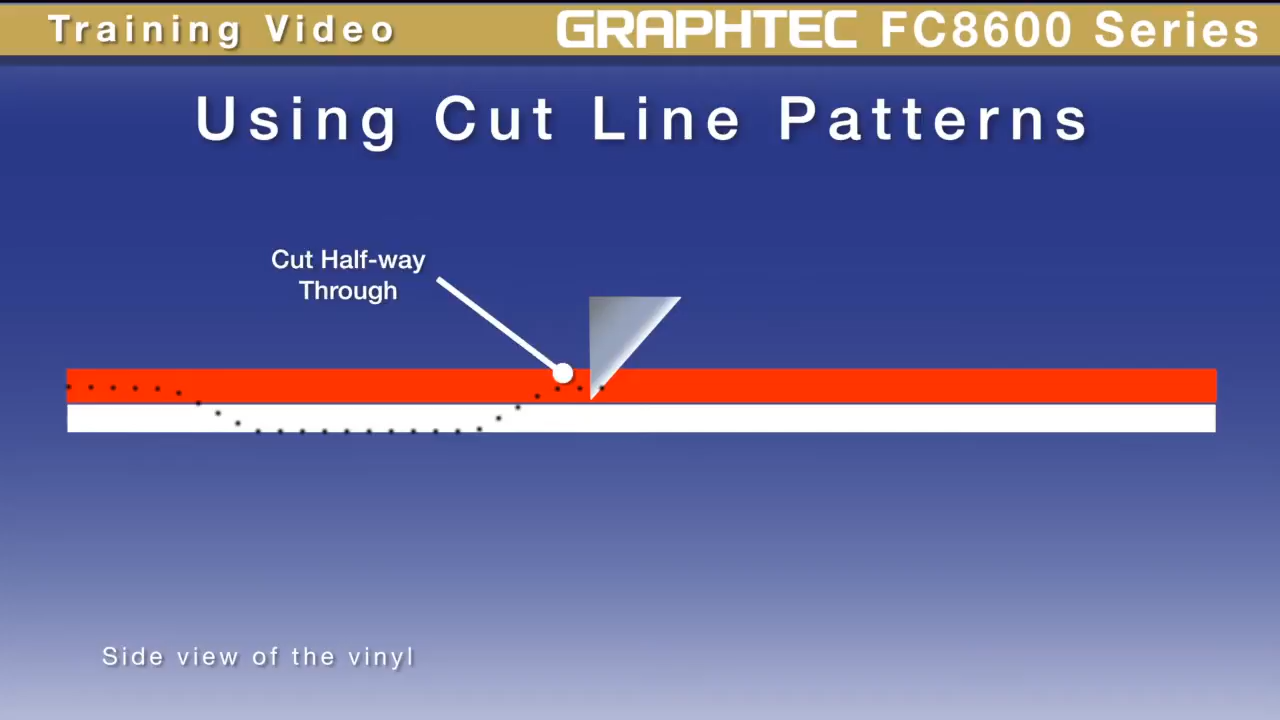 Training Video
GRAPHTEC FC8600 Series
Using Cut Line Patterns
Cut Half-way
Through
Side view of the vinyl